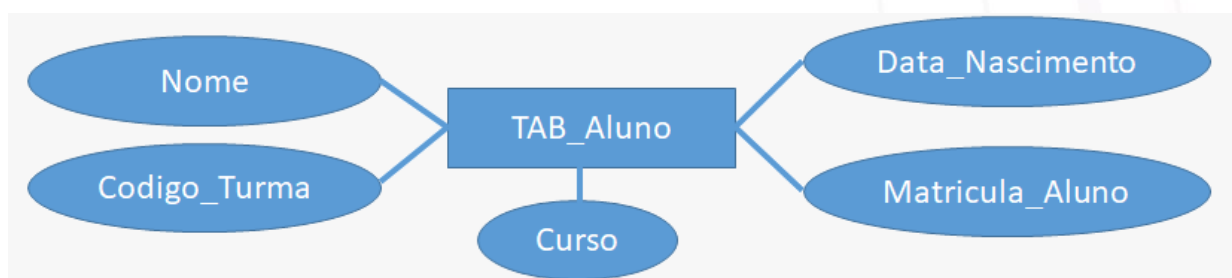 Nome
Data_Nascimento
TAB_Aluno
Codigo_Turma
Matricula_Aluno
Curso